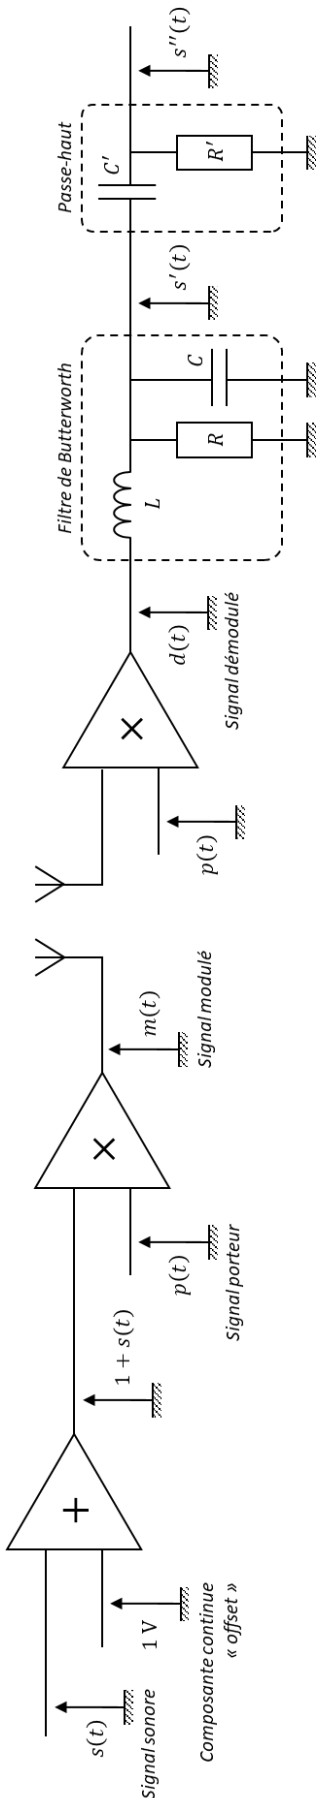 s(t)
Signal sonore
1 V
Composante continue
« offset »
+
1 + s(t)
p(t)
Signal porteur
×
m(t)
Signal modulé
p(t)
×
d(t)
Signal démodulé
Filtre de Butterworth
L
R
C
s′(t)
Passe-haut
C′
R′
s′′(t)